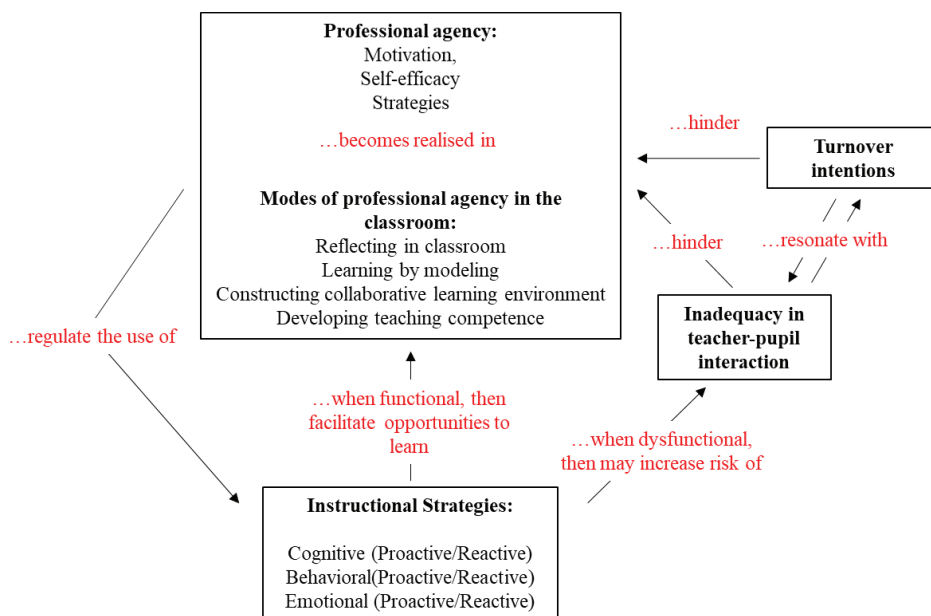 Professional agency:
Motivation,
Self-efficacy
Strategies
…becomes realised in
Modes of professional agency in the
classroom:
Reflecting in classroom
Learning by modeling
Constructing collaborative learning environment
Developing teaching competence
…hinder
Turnover
intentions
…hinder
…resonate with
Inadequacy in
teacher-pupil
interaction
…regulate the use of
…when functional, then
facilitate opportunities to
learn
…when dysfunctional,
then may increase risk of
Instructional Strategies:
Cognitive (Proactive/Reactive)
Behavioral(Proactive/Reactive)
Emotional (Proactive/Reactive)